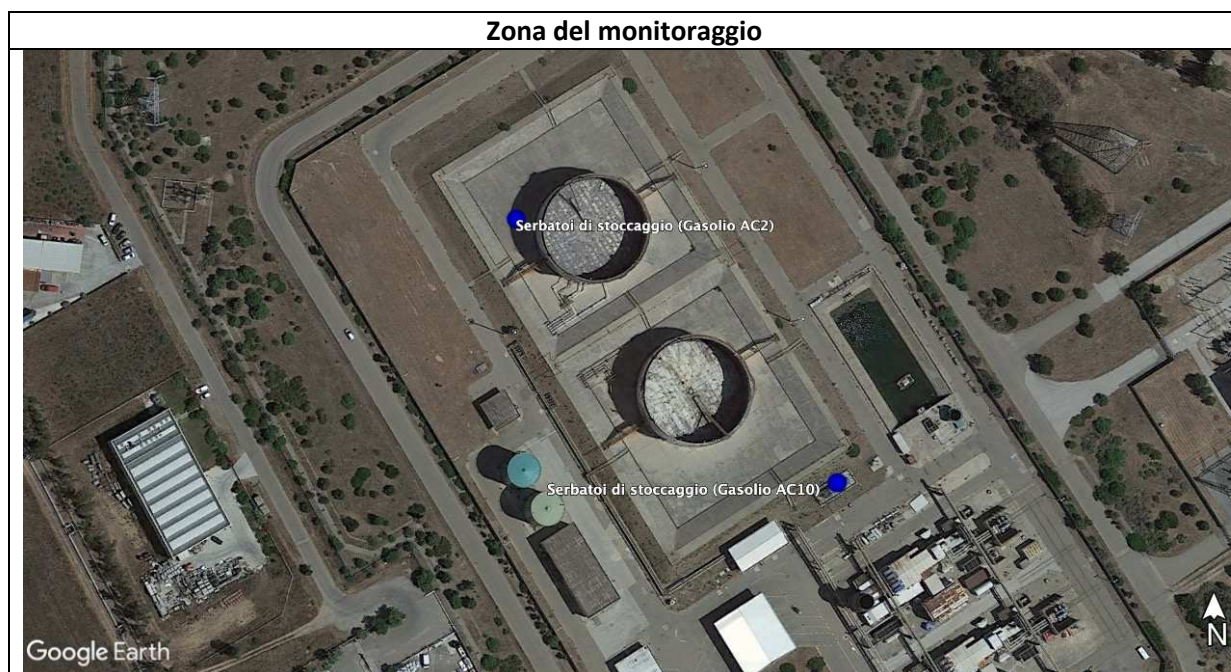 Zona del monitoraggio
Serbatoi di stoccaggio (Gasolio AC2)
Serbatoi di stoccaggio (Gasolio AC10)
Google Earth
N